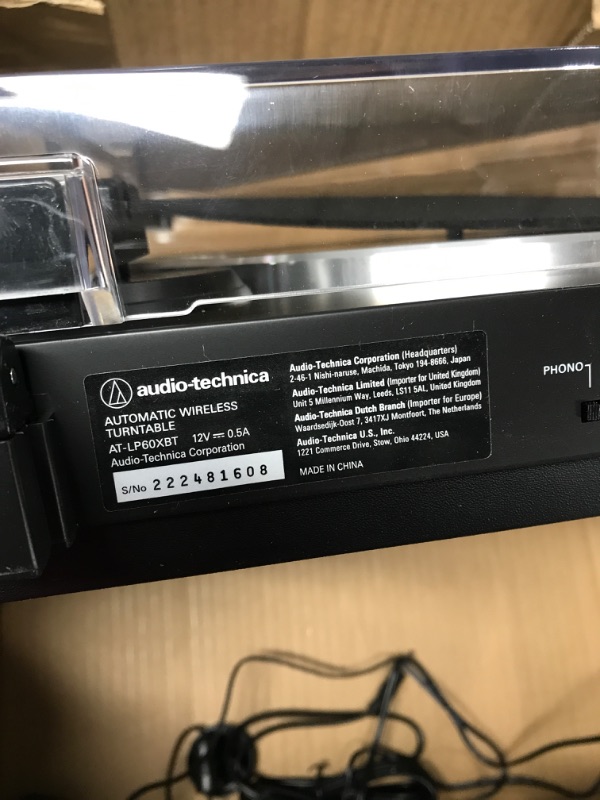 audio-technica
AUTOMATIC WIRELESS
TURNTABLE
AT-LP60XBT 12V⎓0.5A
Audio-Technica Corporation
S/No 222481608
Audio-Technica Corporation (Headquarters)
2-46-1 Nishi-naruse, Machida, Tokyo 194-8666, Japan
Audio-Technica Limited (Importer for United Kingdom)
Unit 5 Millennium Way, Leeds, LS11 5AL, United Kingdom
Audio-Technica Dutch Branch (Importer for Europe)
Waardsedijk-Oost 7, 3417XJ Montfoort, The Netherlands
Audio-Technica U.S., Inc.
1221 Commerce Drive, Stow, Ohio 44224, USA
MADE IN CHINA
PHONO